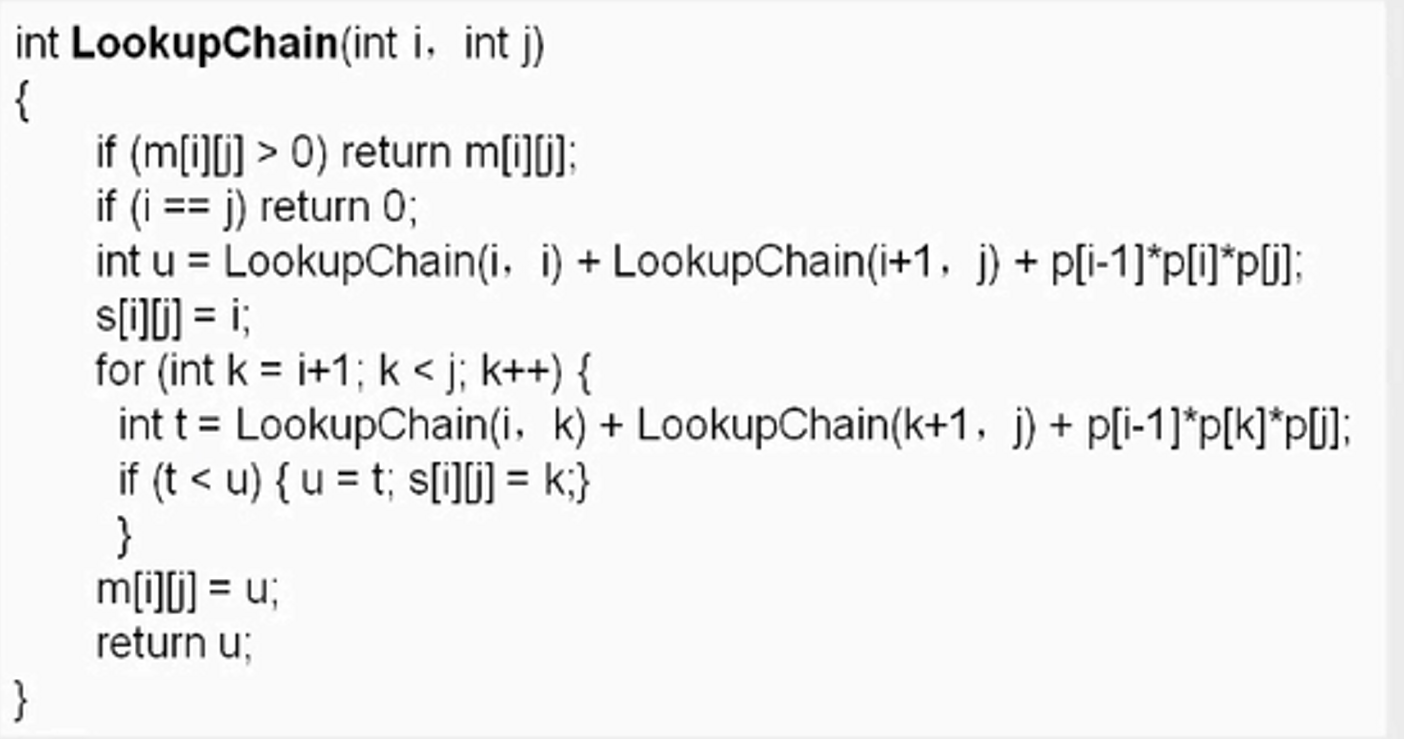 int LookupChain(int i， int j)
{
if (m[i][j] > 0) return m[i][j];
if (i == j) return 0;
int u = LookupChain(i， i) + LookupChain(i+1， j) + p[i-1]*p[i]*p[j];
s[i][j] = i;
for (int k = i+1; k < j; k++) {
int t = LookupChain(i， k) + LookupChain(k+1， j) + p[i-1]*p[k]*p[j];
if (t < u) { u = t; s[i][j] = k;}
}
m[i][j] = u;
return u;
}